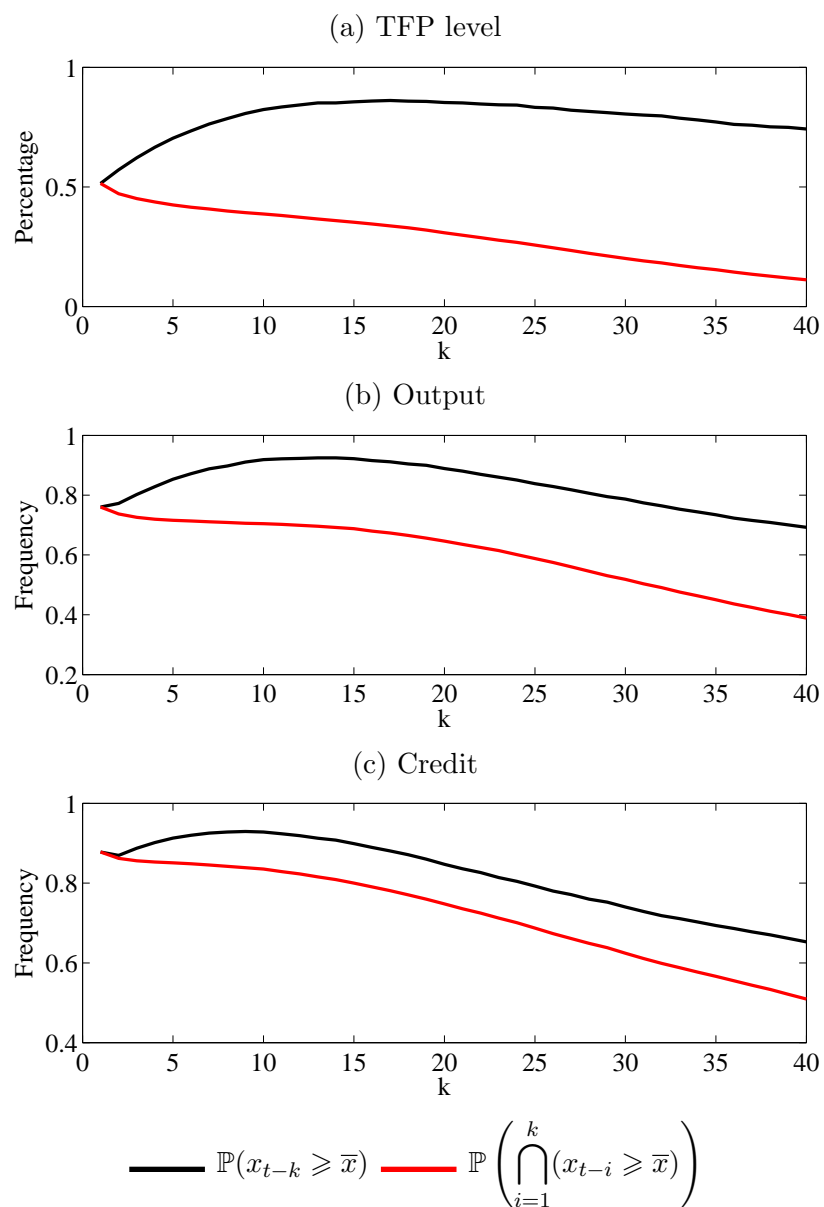 (a) TFP level
1
0.5
0
Percentage
0 5 10 15 20 25 30 35 40
k
(b) Output
1
0.8
0.6
0.4
0.2
Frequency
0 5 10 15 20 25 30 35 40
k
(c) Credit
1
0.8
0.6
0.4
Frequency
0 5 10 15 20 25 30 35 40
k
ℙ(x_{t−k} ⩾ x̅) ℙ(⋂_{i=1}^{k}(x_{t−i} ⩾ x̅))